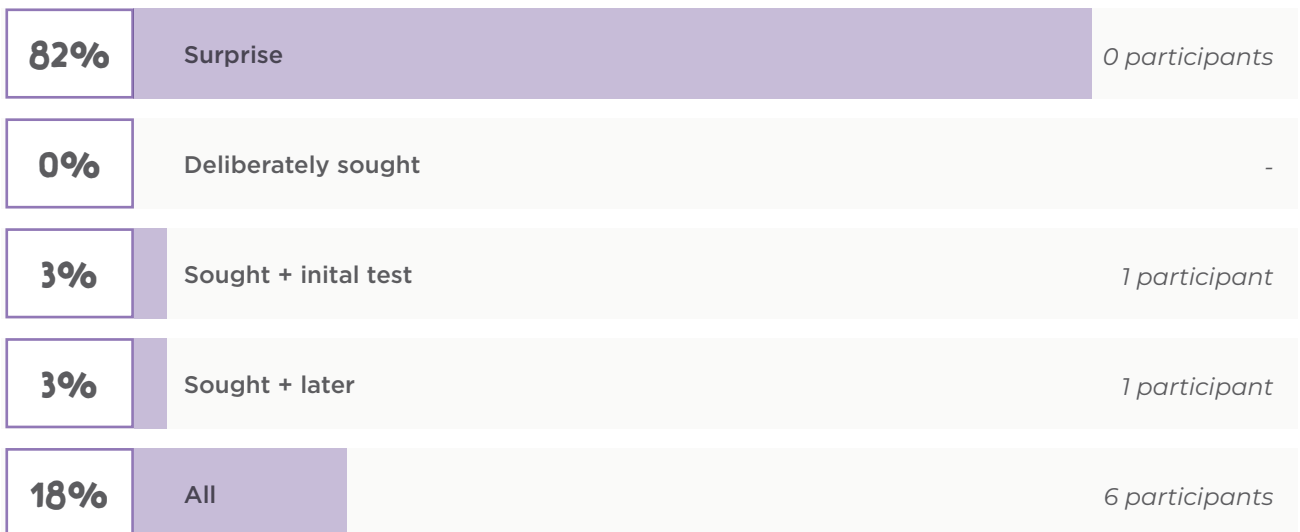 82% Surprise 0 participants
0% Deliberately sought -
3% Sought + inital test 1 participant
3% Sought + later 1 participant
18% All 6 participants